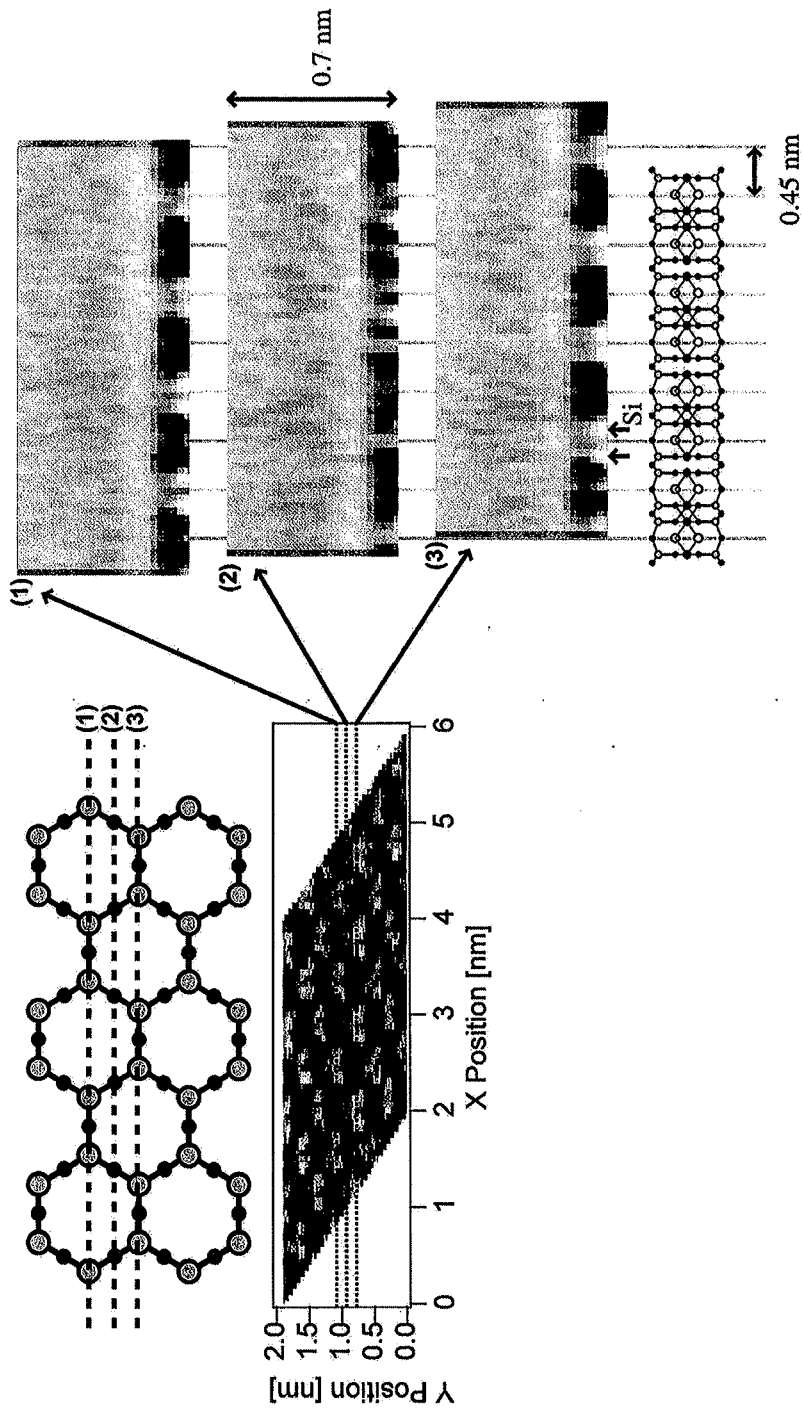 (1)
(2)
(3)
Y Position [nm]
2.0
1.5
1.0
0.5
0.0
0 1 2 3 4 5 6
X Position [nm]
(1)
(2)
(3)
0.7 nm
Si
0.45 nm